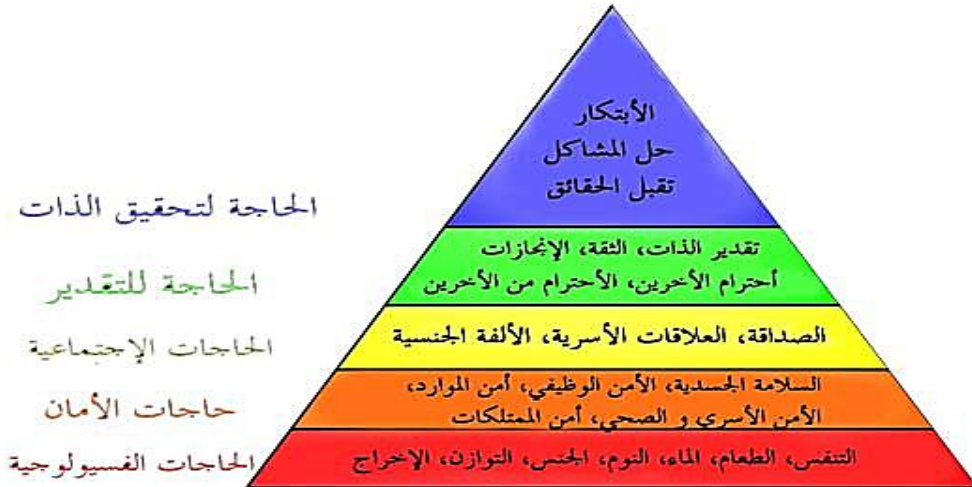 الأبتكار
حل المشاكل
تقبل الحقائق
الحاجة لتحقيق الذات
تقدير الذات، الثقة، الإنجازات
أحترام الأخرين، الأحترام من الأخرين
الحاجة للتقدير
الصداقة، العلاقات الأسرية، الألفة الجنسية
الحاجات الإجتماعية
السلامة الجسدية، الأمن الوظيفي، أمن الموارد،
الأمن الأسري و الصحي، أمن الممتلكات
حاجات الأمان
التنفس، الطعام، الماء، النوم، الجنس، التوازن، الإخراج
الحاجات الفسيولوجية